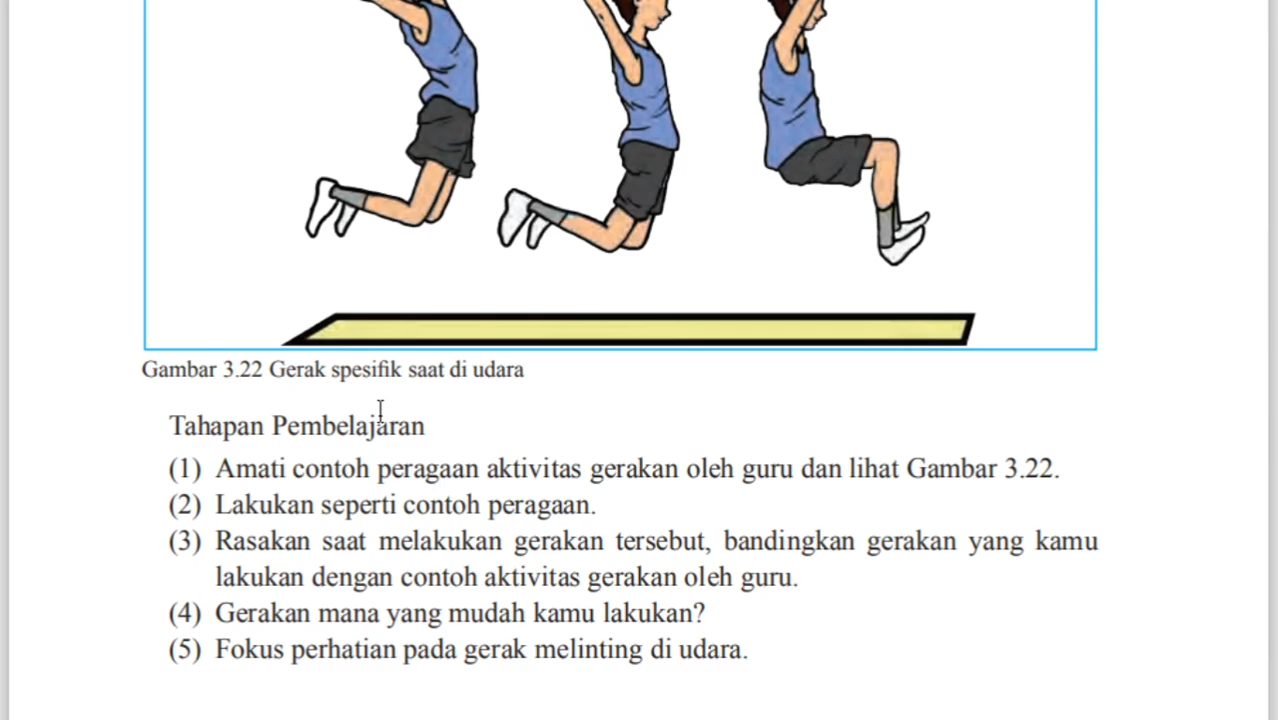 Gambar 3.22 Gerak spesifik saat di udara
Tahapan Pembelajaran
(1) Amati contoh peragaan aktivitas gerakan oleh guru dan lihat Gambar 3.22.
(2) Lakukan seperti contoh peragaan.
(3) Rasakan saat melakukan gerakan tersebut, bandingkan gerakan yang kamu
lakukan dengan contoh aktivitas gerakan oleh guru.
(4) Gerakan mana yang mudah kamu lakukan?
(5) Fokus perhatian pada gerak melinting di udara.